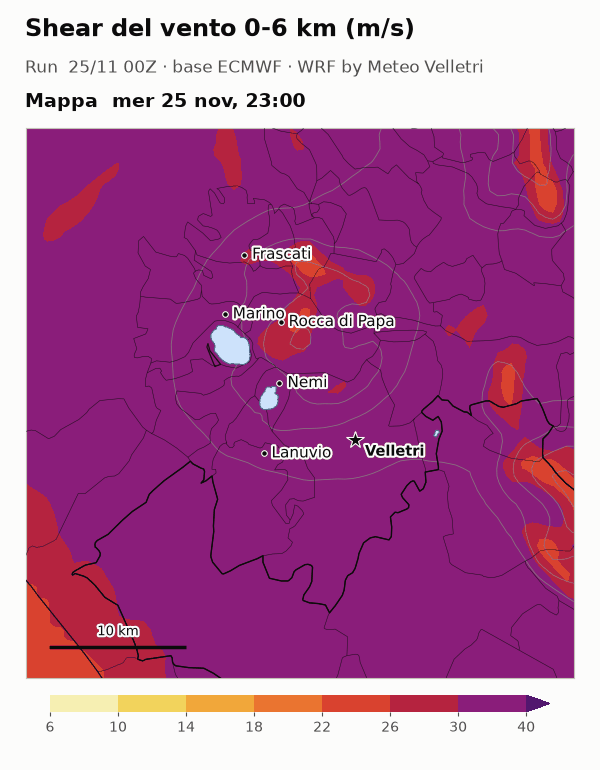 Shear del vento 0-6 km (m/s)
Run  25/11 00Z · base ECMWF · WRF by Meteo Velletri
Mappa  mer 25 nov, 23:00
Frascati
Marino
Rocca di Papa
Nemi
Velletri
Lanuvio
10 km
6 10 14 18 22 26 30 40